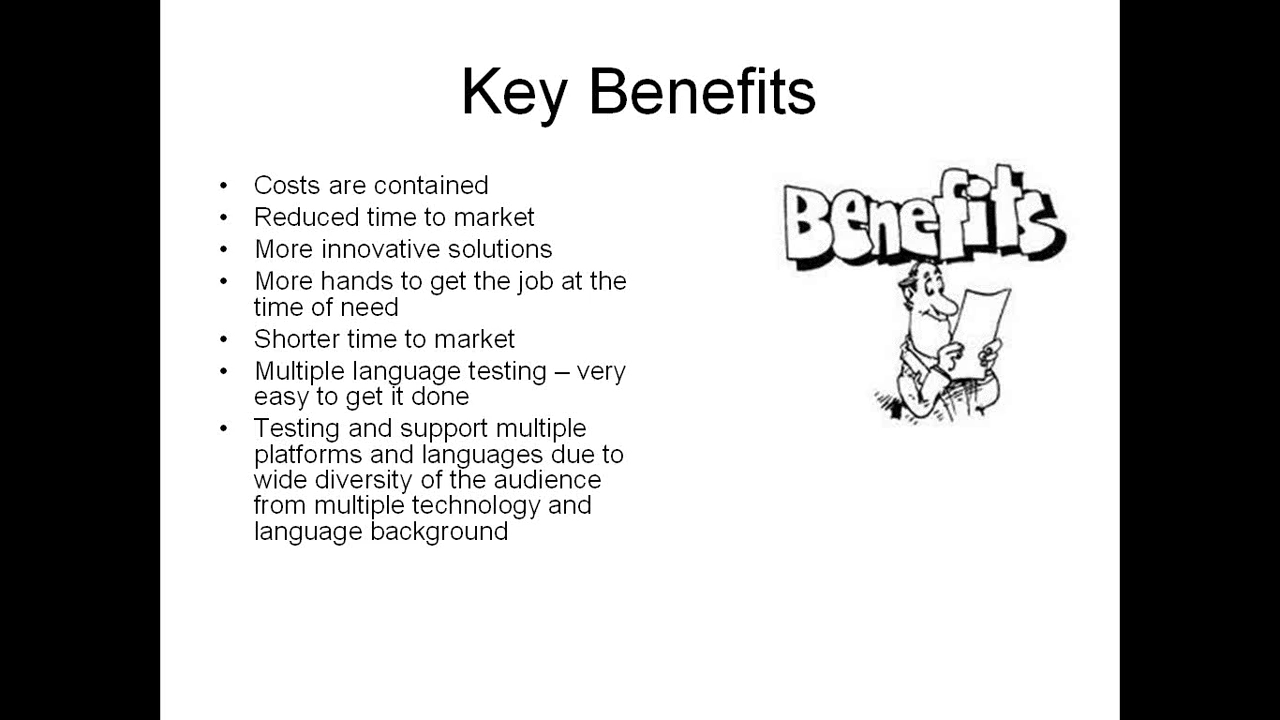 Key Benefits
• Costs are contained
• Reduced time to market
• More innovative solutions
• More hands to get the job at the
time of need
• Shorter time to market
• Multiple language testing – very
easy to get it done
• Testing and support multiple
platforms and languages due to
wide diversity of the audience
from multiple technology and
language background
Benefits